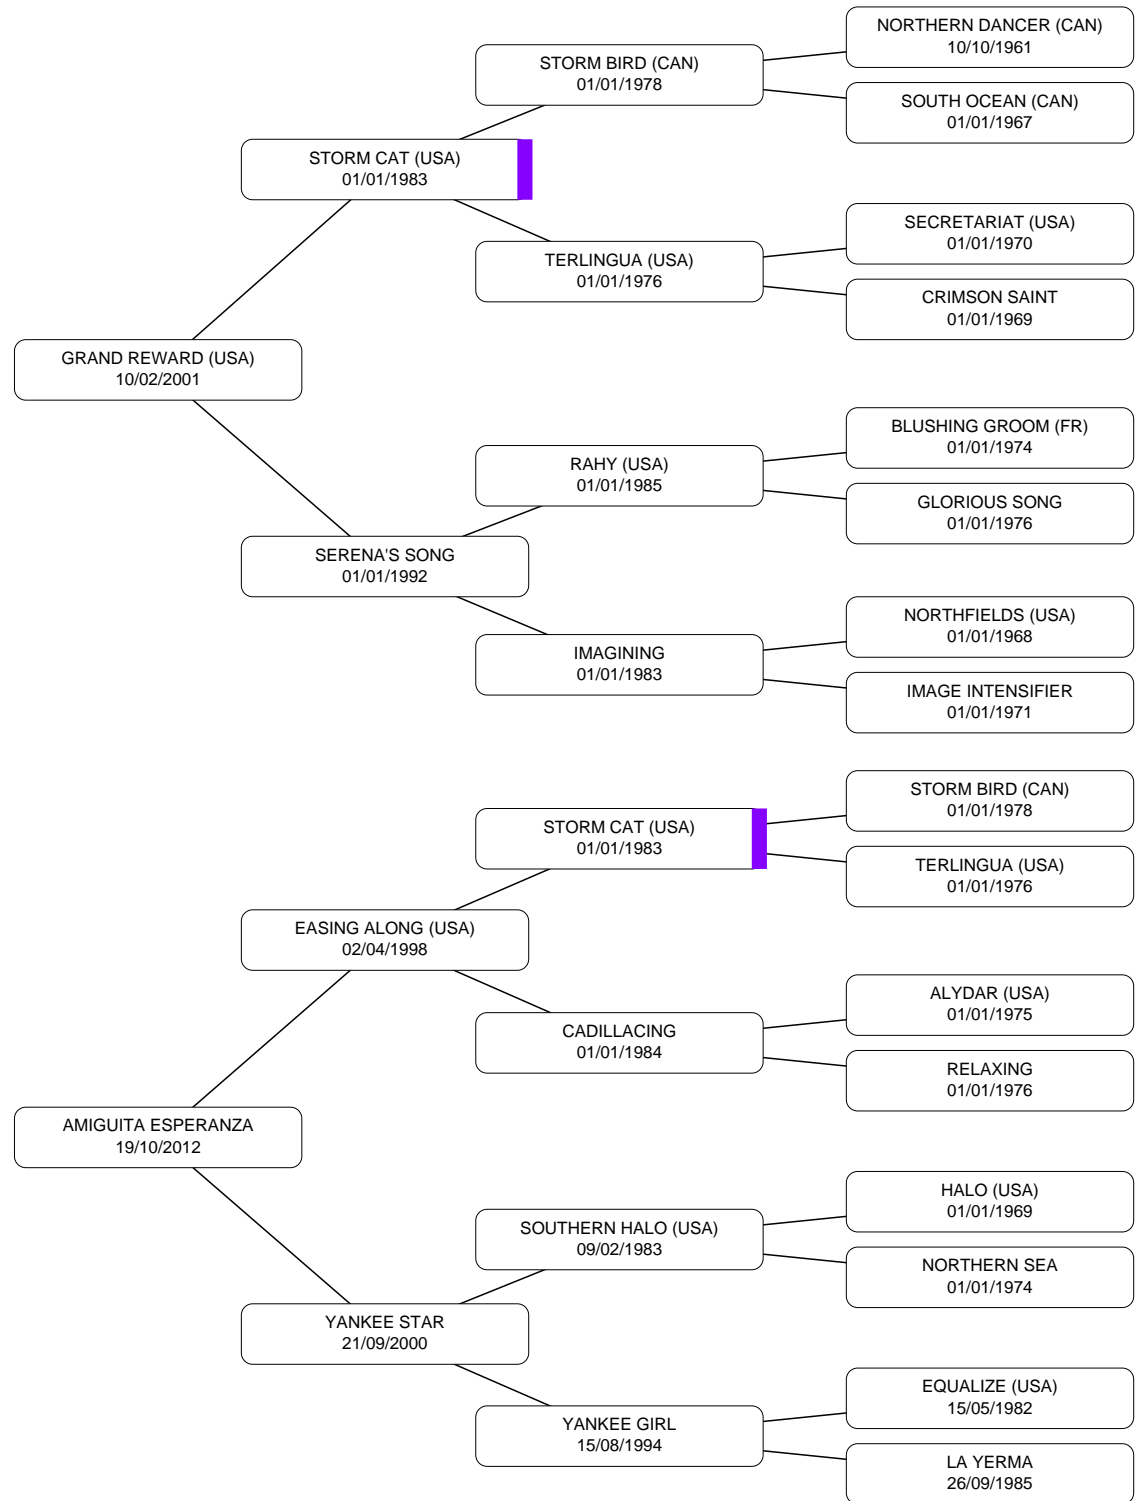 NORTHERN DANCER (CAN)
10/10/1961
STORM BIRD (CAN)
01/01/1978
SOUTH OCEAN (CAN)
01/01/1967
STORM CAT (USA)
01/01/1983
SECRETARIAT (USA)
01/01/1970
TERLINGUA (USA)
01/01/1976
CRIMSON SAINT
01/01/1969
GRAND REWARD (USA)
10/02/2001
BLUSHING GROOM (FR)
01/01/1974
RAHY (USA)
01/01/1985
GLORIOUS SONG
01/01/1976
SERENA'S SONG
01/01/1992
NORTHFIELDS (USA)
01/01/1968
IMAGINING
01/01/1983
IMAGE INTENSIFIER
01/01/1971
STORM BIRD (CAN)
01/01/1978
STORM CAT (USA)
01/01/1983
TERLINGUA (USA)
01/01/1976
EASING ALONG (USA)
02/04/1998
ALYDAR (USA)
01/01/1975
CADILLACING
01/01/1984
RELAXING
01/01/1976
AMIGUITA ESPERANZA
19/10/2012
HALO (USA)
01/01/1969
SOUTHERN HALO (USA)
09/02/1983
NORTHERN SEA
01/01/1974
YANKEE STAR
21/09/2000
EQUALIZE (USA)
15/05/1982
YANKEE GIRL
15/08/1994
LA YERMA
26/09/1985